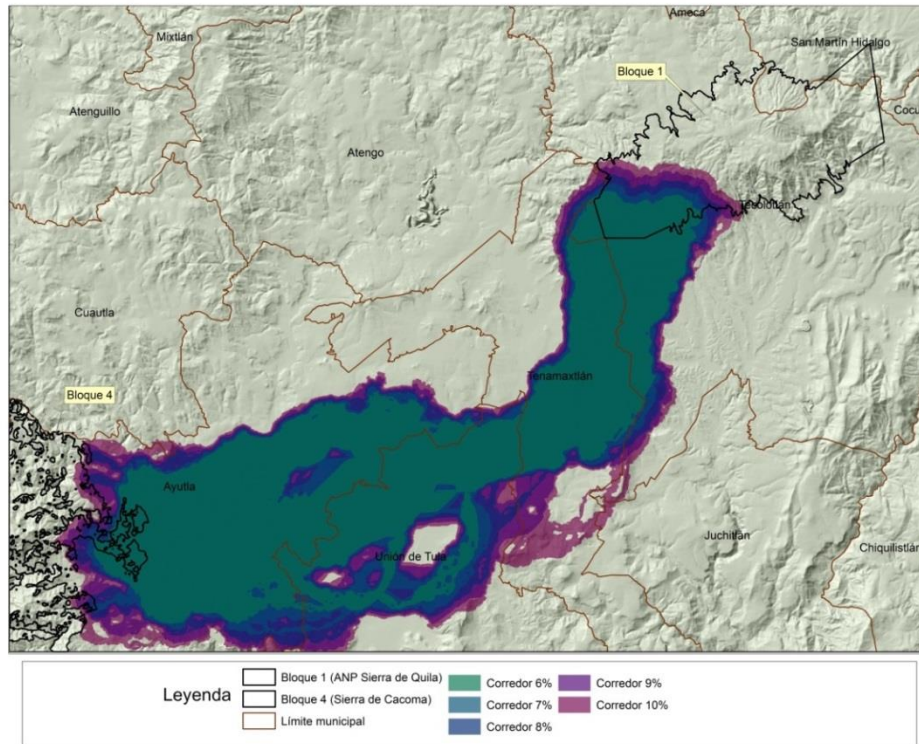 Ameca
Mixtlán
San Martín Hidalgo
Bloque 1
Atenguillo
Cocu
Atengo
Tecolotlán
Cuautla
Tenamaxtlán
Bloque 4
Ayutla
Juchitlán
Unión de Tula
Chiquilistlán
Leyenda
Bloque 1 (ANP Sierra de Quila)
Bloque 4 (Sierra de Cacoma)
Límite municipal
Corredor 6%
Corredor 7%
Corredor 8%
Corredor 9%
Corredor 10%